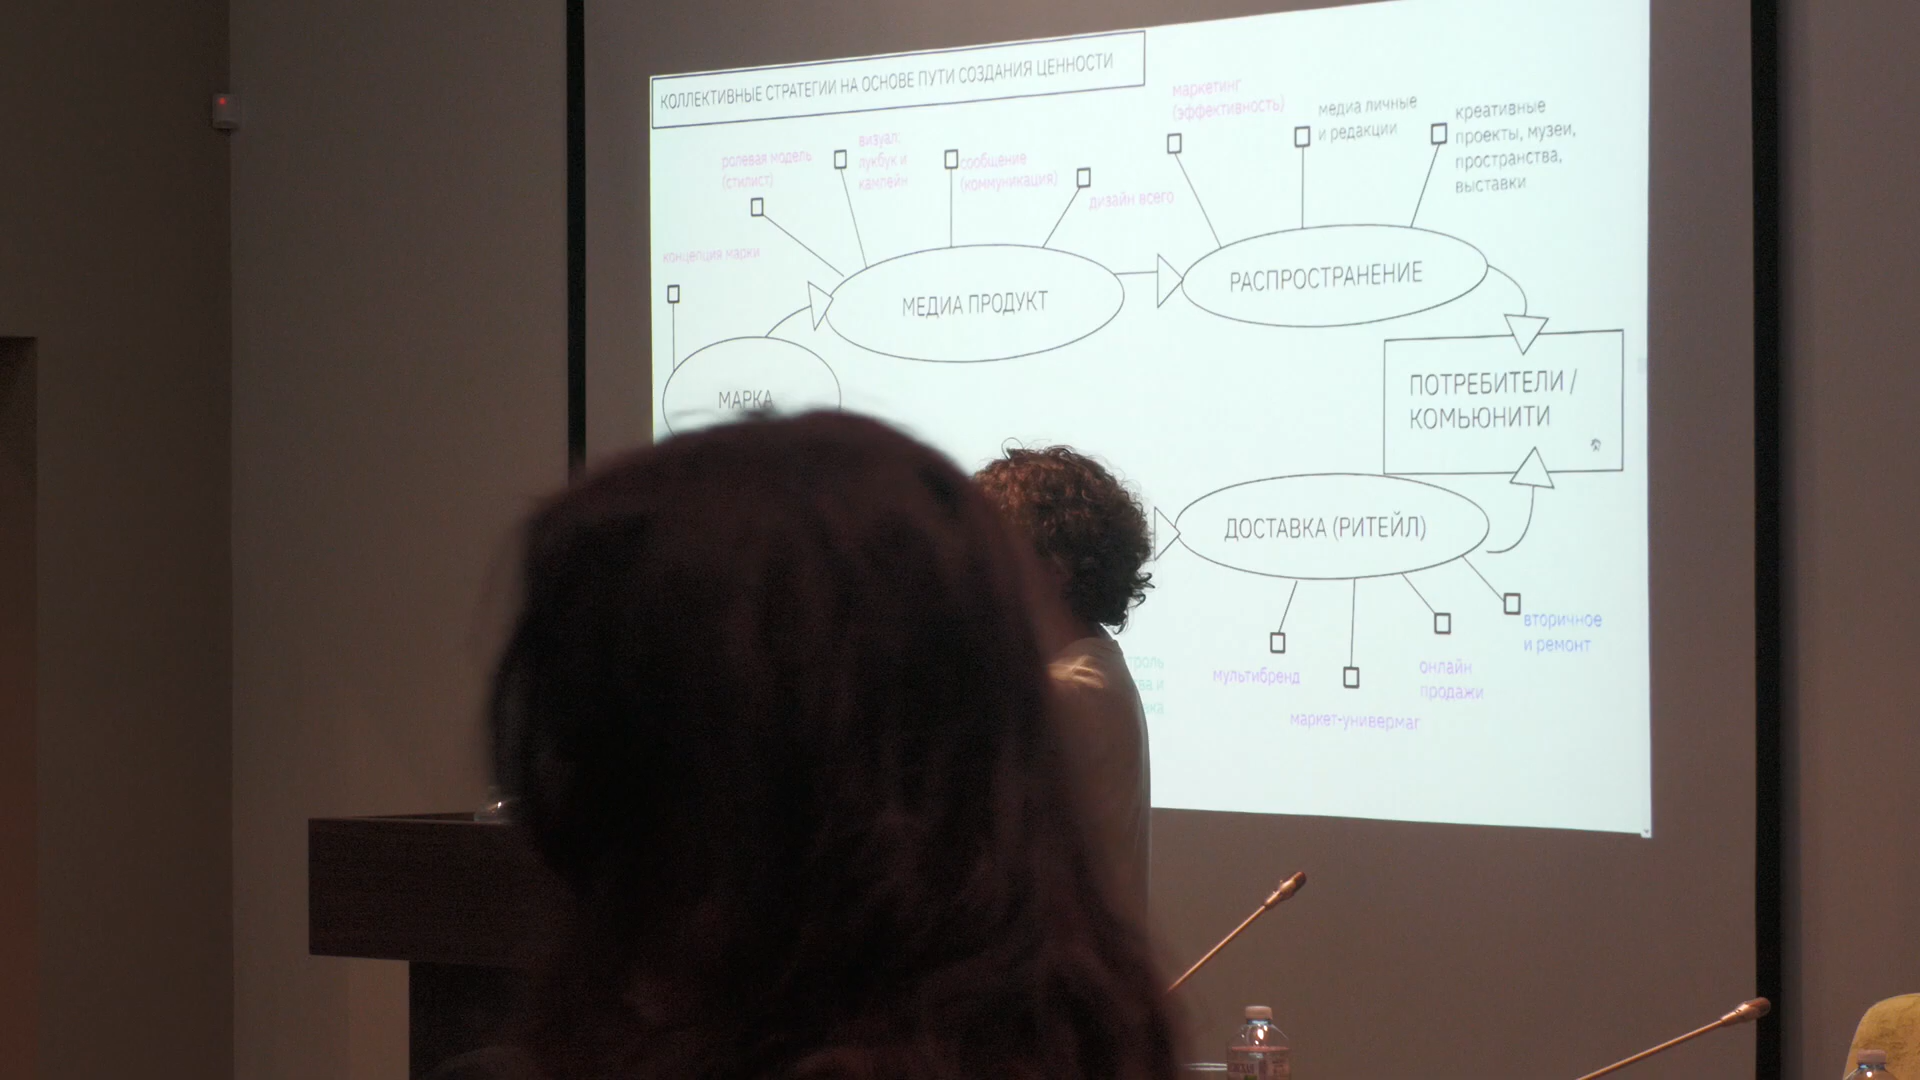 КОЛЛЕКТИВНЫЕ СТРАТЕГИИ НА ОСНОВЕ ПУТИ СОЗДАНИЯ ЦЕННОСТИ
концепция марки
ролевая модель
(стилист)
визуал:
лукбук и
кампейн
сообщение
(коммуникация)
дизайн всего
маркетинг
(эффективность)
медиа личные
и редакции
креативные
проекты, музеи,
пространства,
выставки
МАРКА
МЕДИА ПРОДУКТ
РАСПРОСТРАНЕНИЕ
ПОТРЕБИТЕЛИ /
КОМЬЮНИТИ
ДОСТАВКА (РИТЕЙЛ)
мультибренд
маркет-универмаг
онлайн
продажи
вторичное
и ремонт